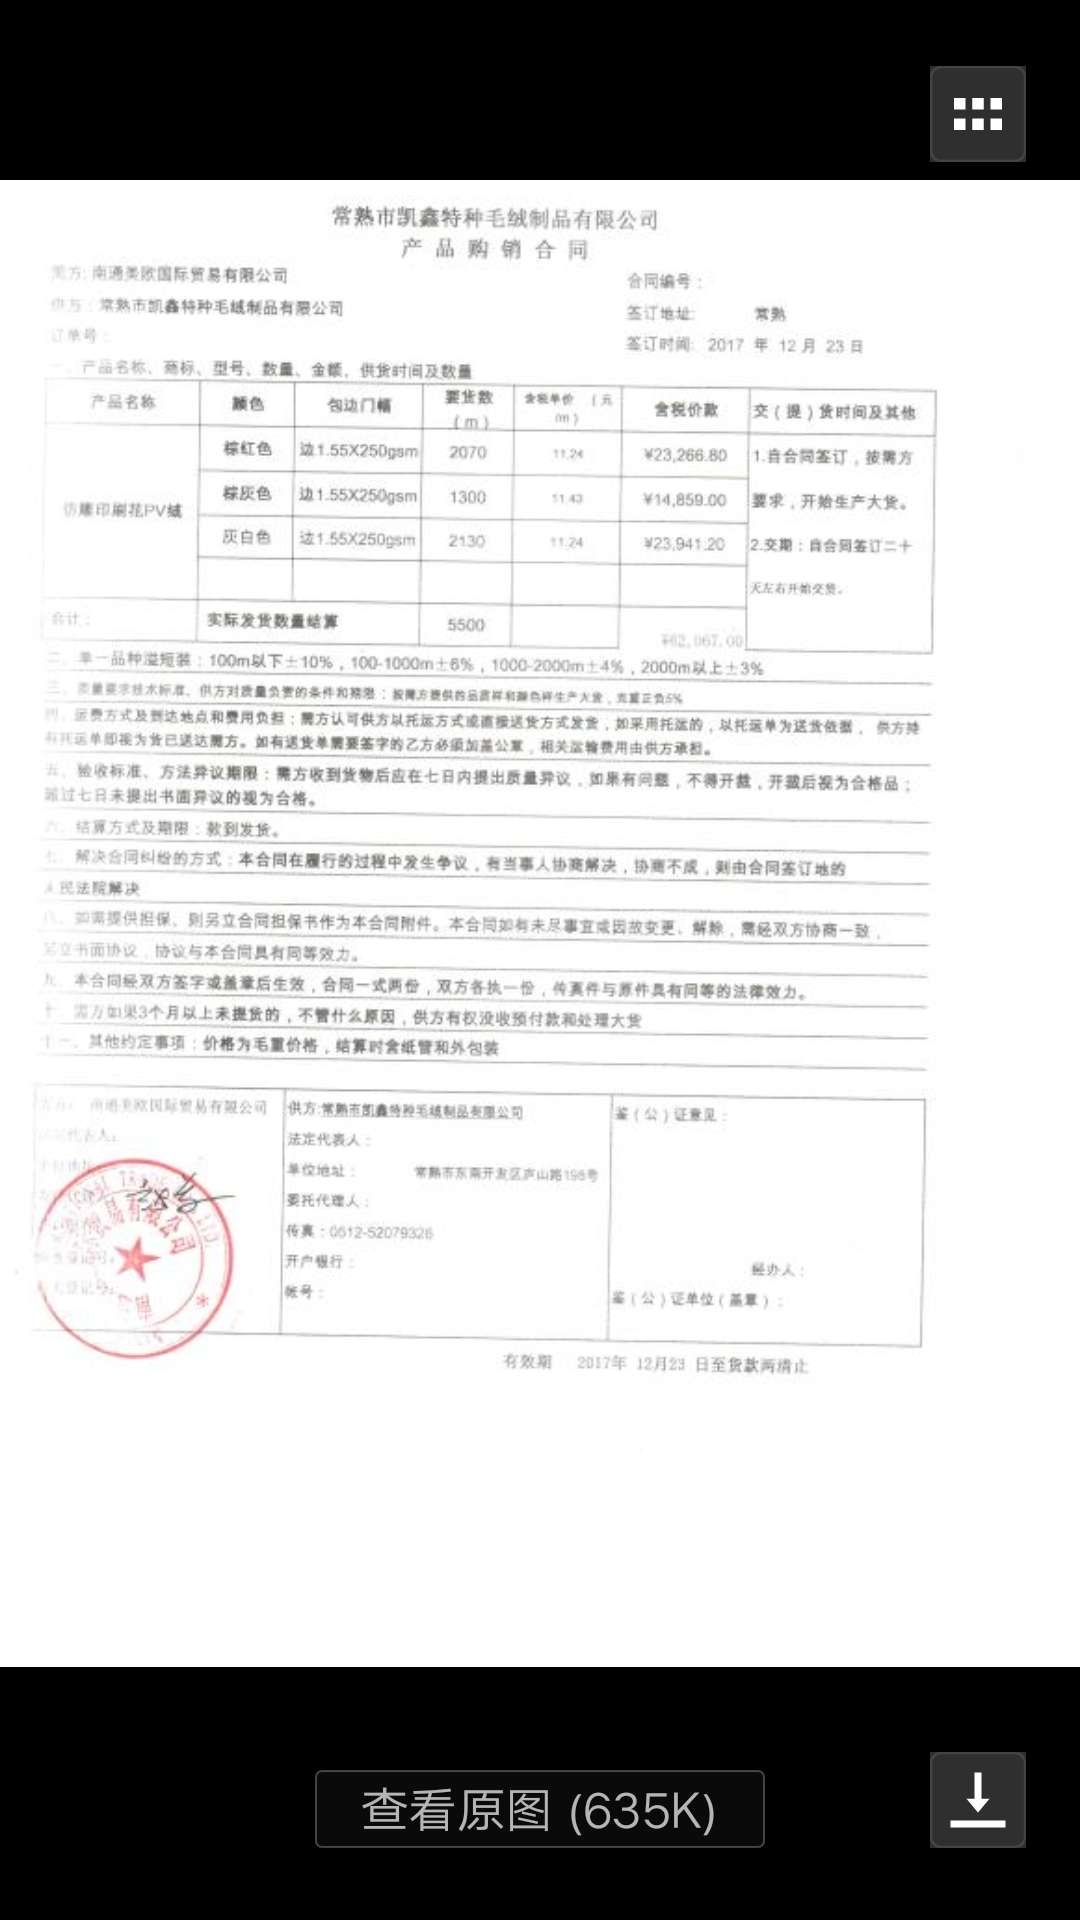 常熟市凯鑫特种毛绒制品有限公司
产品购销合同
需方: 南通美欧国际贸易有限公司
合同编号：
供方：常熟市凯鑫特种毛绒制品有限公司
签订地址: 常熟
订单号：
签订时间: 2017 年 12 月 23 日
一、产品名称、商标、型号、数量、金额、供货时间及数量
产品名称 颜色 包边门幅 要货数（m） 含税单价（元/m） 含税价款 交（提）货时间及其他
仿雕印刷花PV绒
棕红色 边1.55X250gsm 2070 11.24 ¥23,266.80
棕灰色 边1.55X250gsm 1300 11.43 ¥14,859.00
灰白色 边1.55X250gsm 2130 11.24 ¥23,941.20
1.自合同签订，按需方
要求，开始生产大货。
2.交期：自合同签订二十
天左右开始交货。
合计： 实际发货数量结算 5500 ¥62,067.00
二、单一品种溢短装：100m以下±10%，100-1000m±6%，1000-2000m±4%，2000m以上±3%
三、质量要求技术标准、供方对质量负责的条件和期限：按需方提供的品质样和颜色样生产大货，克重正负5%
四、运费方式及到达地点和费用负担：需方认可供方以托运方式或直接送货方式发货，如采用托运的，以托运单为送货依据， 供方持
有托运单即视为货已送达需方。如有送货单需要签字的乙方必须加盖公章，相关运输费用由供方承担。
五、验收标准、方法异议期限：需方收到货物后应在七日内提出质量异议，如果有问题，不得开裁，开裁后视为合格品；
超过七日未提出书面异议的视为合格。
六、结算方式及期限：款到发货。
七、解决合同纠纷的方式：本合同在履行的过程中发生争议，有当事人协商解决，协商不成，则由合同签订地的
人民法院解决
八、如需提供担保、则另立合同担保书作为本合同附件。本合同如有未尽事宜或因故变更、解除，需经双方协商一致，
另立书面协议，协议与本合同具有同等效力。
九、本合同经双方签字或盖章后生效，合同一式两份，双方各执一份，传真件与原件具有同等的法律效力。
十、需方如果3个月以上未提货的，不管什么原因，供方有权没收预付款和处理大货
十一、其他约定事项：价格为毛重价格，结算时含纸管和外包装
南通美欧国际贸易有限公司
供方:常熟市凯鑫特种毛绒制品有限公司
法定代表人：
单位地址： 常熟市东南开发区庐山路198号
委托代理人：
传真：0512-52079326
开户银行：
帐号：
鉴（公）证意见：
经办人：
鉴（公）证单位（盖章）：
有效期 2017年 12月23 日至货款两清止
查看原图 (635K)